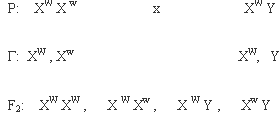 P: X^W X^w x X^W Y
Γ: X^W , X^w X^W, Y
F₂: X^W X^W , X^W X^w , X^W Y , X^w Y